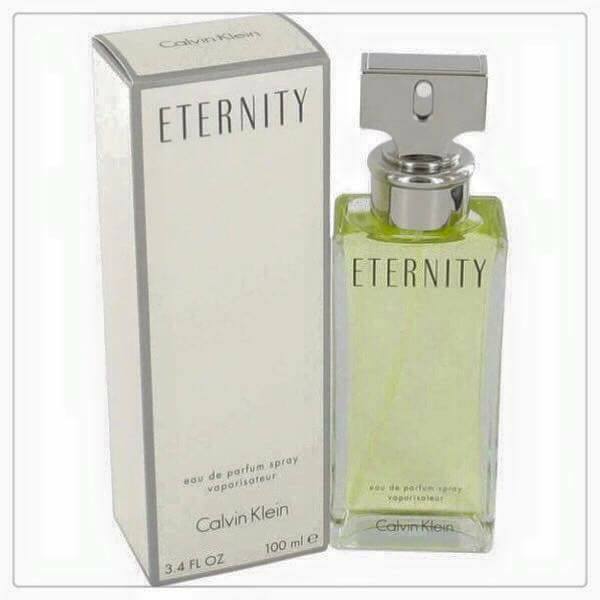 Calvin Klein
ETERNITY
eau de parfum spray
vaporisateur
Calvin Klein
3.4 FL OZ 100 ml ℮
ETERNITY
eau de parfum spray
vaporisateur
Calvin Klein